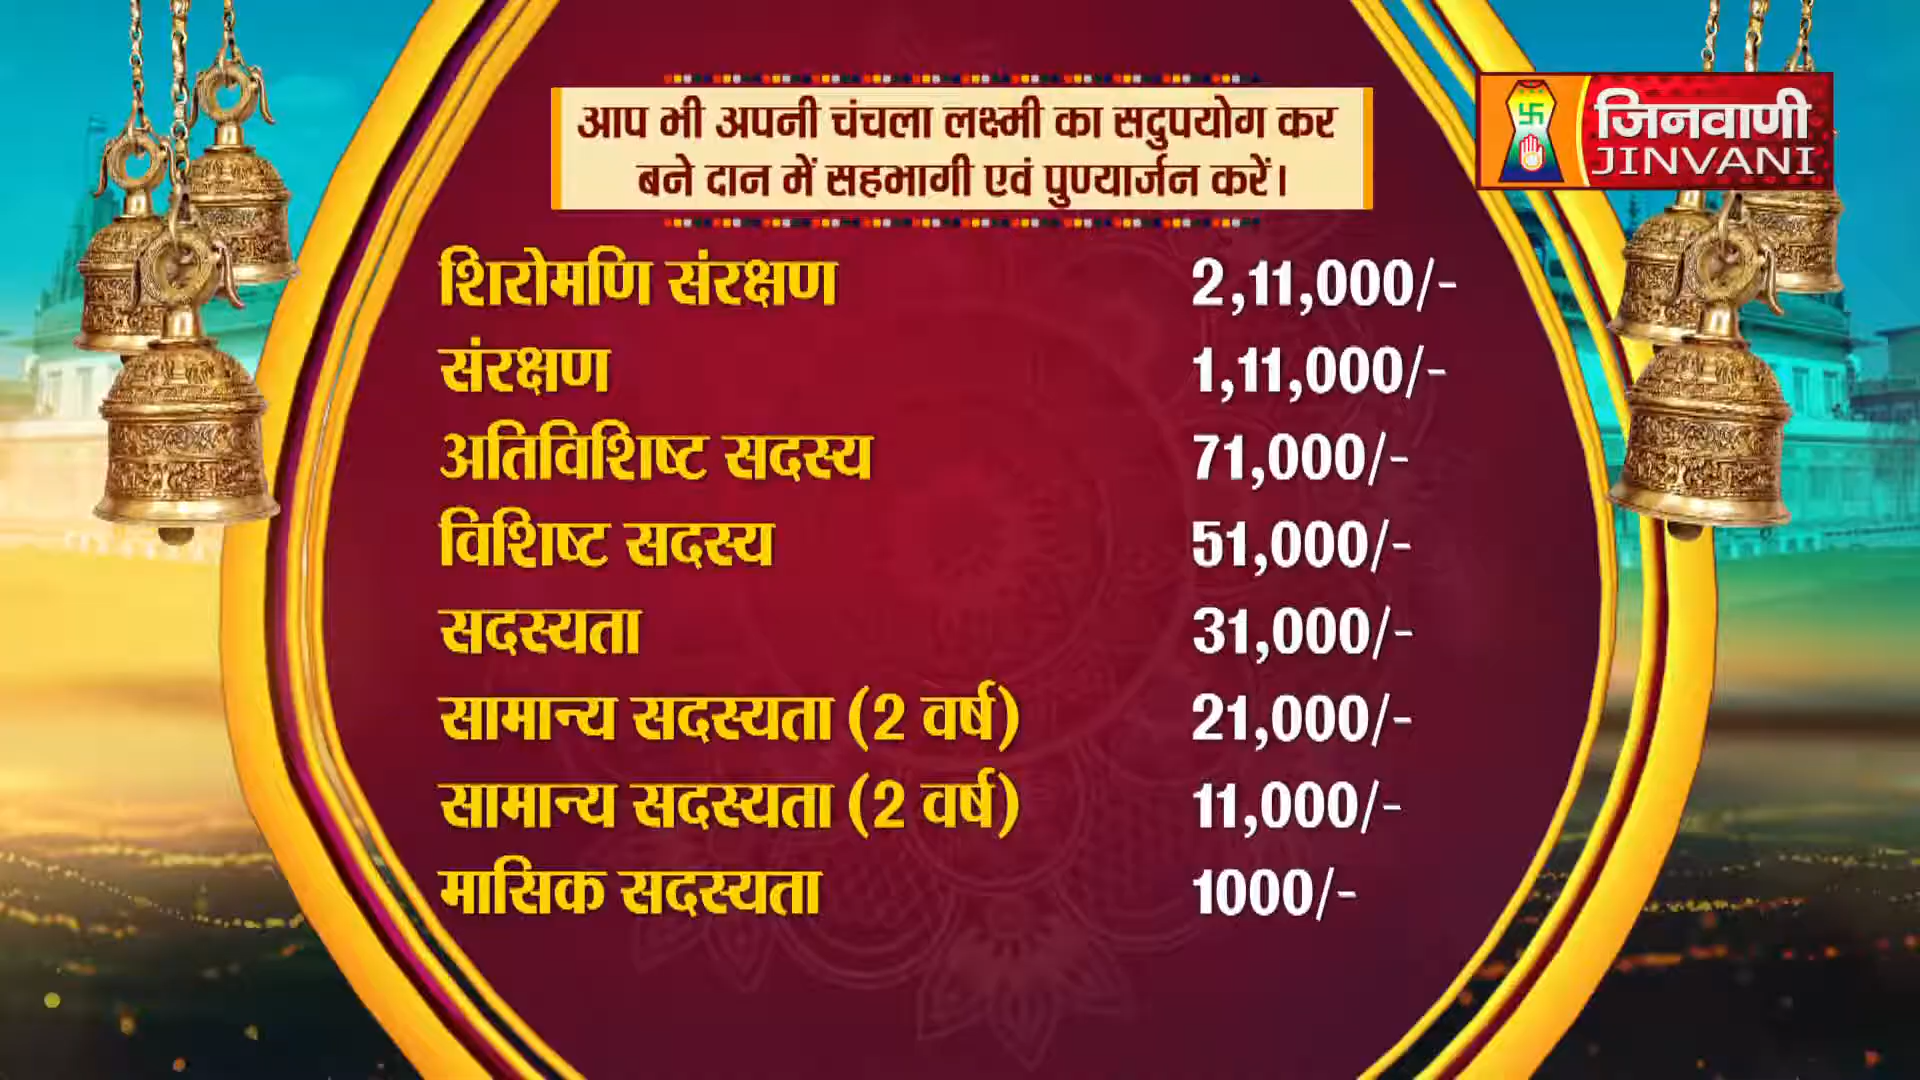 आप भी अपनी चंचला लक्ष्मी का सदुपयोग कर
बने दान में सहभागी एवं पुण्यार्जन करें।
जिनवाणी
JINVANI
शिरोमणि संरक्षण 2,11,000/-
संरक्षण 1,11,000/-
अतिविशिष्ट सदस्य 71,000/-
विशिष्ट सदस्य 51,000/-
सदस्यता 31,000/-
सामान्य सदस्यता (2 वर्ष) 21,000/-
सामान्य सदस्यता (2 वर्ष) 11,000/-
मासिक सदस्यता 1000/-